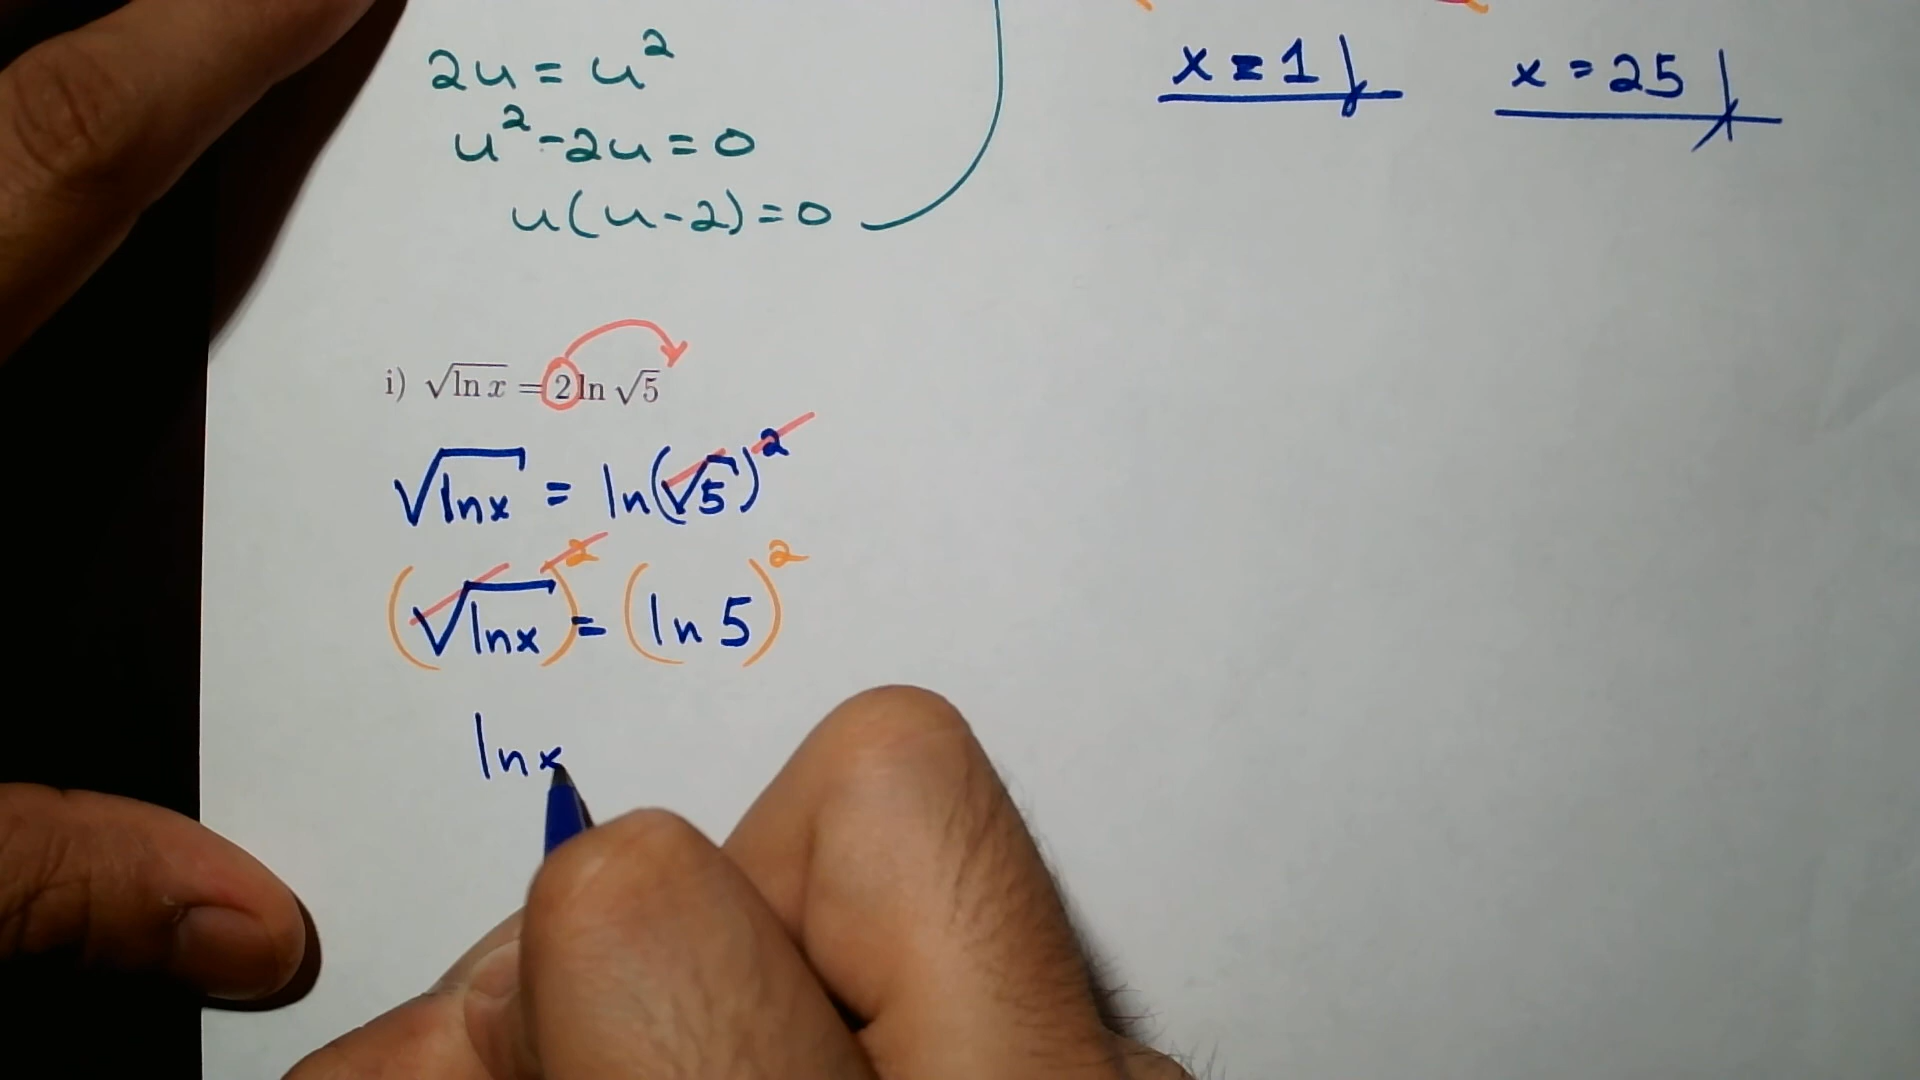 2u = u²
u² - 2u = 0
u(u - 2) = 0
x = 1
x = 25
i) √ln x = 2 ln √5
√lnx = ln(√5)²
(√lnx)² = (ln 5)²
lnx